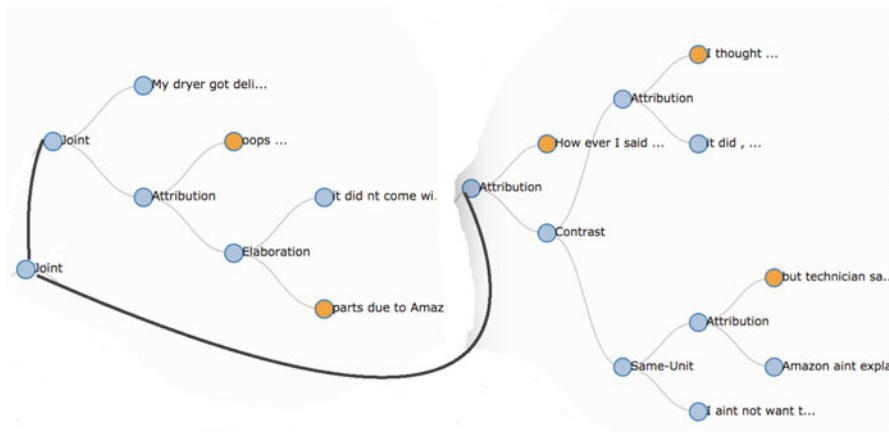 I thought ...
My dryer got deli...
Attribution
Joint
oops ...
How ever I said ...
it did , ...
Attribution
Attribution
it did nt come wi.
Contrast
Elaboration
Joint
but technician sa..
parts due to Amaz
Attribution
Same-Unit
Amazon aint expla
I aint not want t...